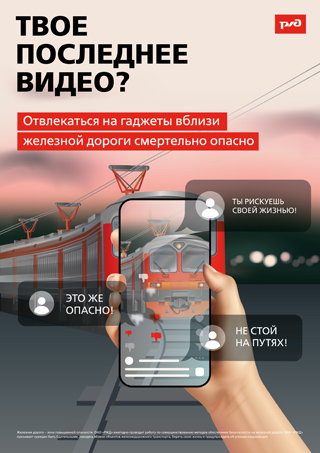 ТВОЕ
ПОСЛЕДНЕЕ
ВИДЕО?
ржд
Отвлекаться на гаджеты вблизи
железной дороги смертельно опасно
ТЫ РИСКУЕШЬ
СВОЕЙ ЖИЗНЬЮ!
ЭТО ЖЕ
ОПАСНО!
НЕ СТОЙ
НА ПУТЯХ!